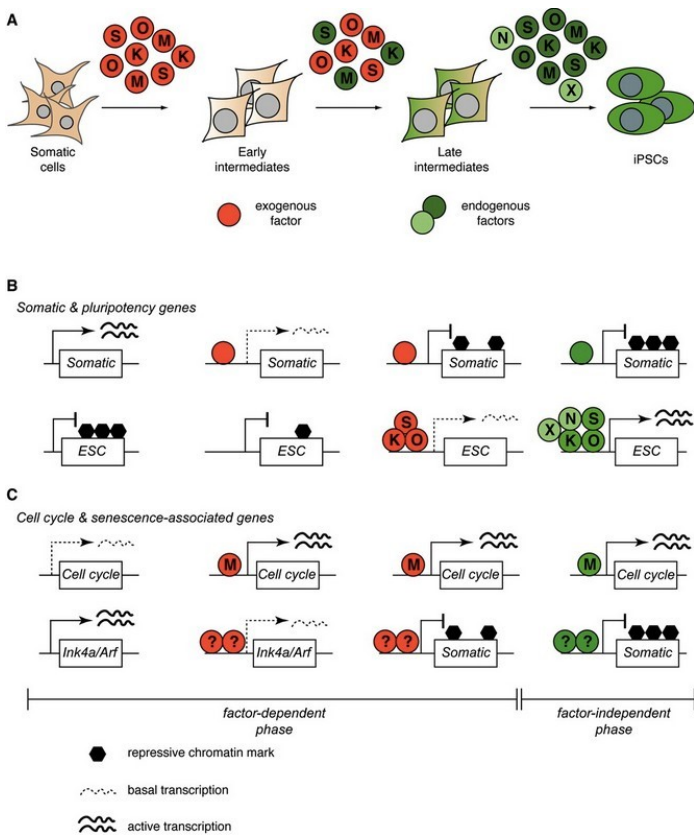 A
S O M
O K M K
M S
S O M
O K K
M S
N S O M
O K M K
M S
X
Somatic
cells
Early
intermediates
Late
intermediates
iPSCs
exogenous
factor
endogenous
factors
B
Somatic & pluripotency genes
Somatic
Somatic
Somatic
Somatic
ESC
ESC
S
K O
ESC
N S
X K O
ESC
C
Cell cycle & senescence-associated genes
Cell cycle
M
Cell cycle
M
Cell cycle
M
Cell cycle
Ink4a/Arf
? ?
Ink4a/Arf
? ?
Somatic
? ?
Somatic
factor-dependent
phase
factor-independent
phase
repressive chromatin mark
basal transcription
active transcription